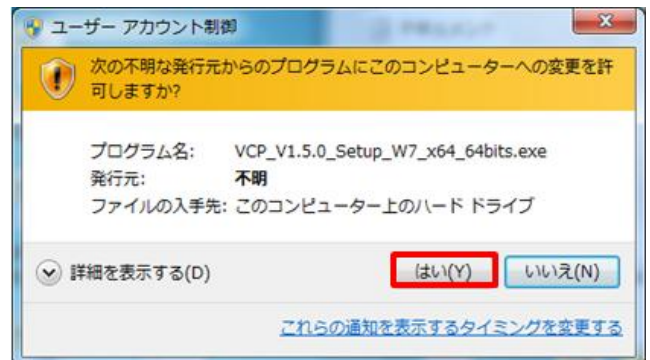 ユーザー アカウント制御
次の不明な発行元からのプログラムにこのコンピューターへの変更を許
可しますか?
プログラム名: VCP_V1.5.0_Setup_W7_x64_64bits.exe
発行元: 不明
ファイルの入手先: このコンピューター上のハード ドライブ
詳細を表示する(D) はい(Y) いいえ(N)
これらの通知を表示するタイミングを変更する